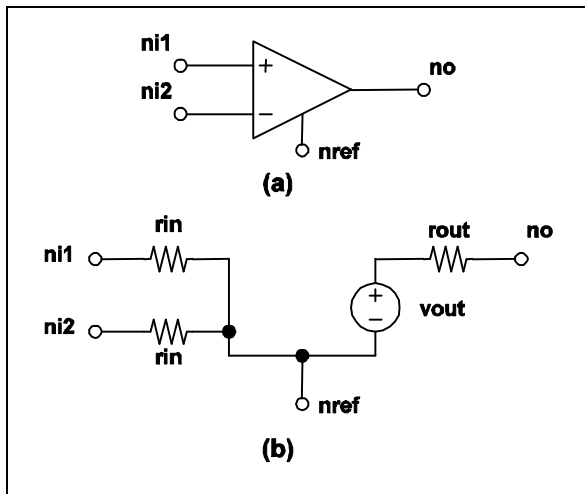 ni1
+
no
ni2
−
nref
(a)
rin
rout
no
ni1
+
vout
−
ni2
rin
nref
(b)